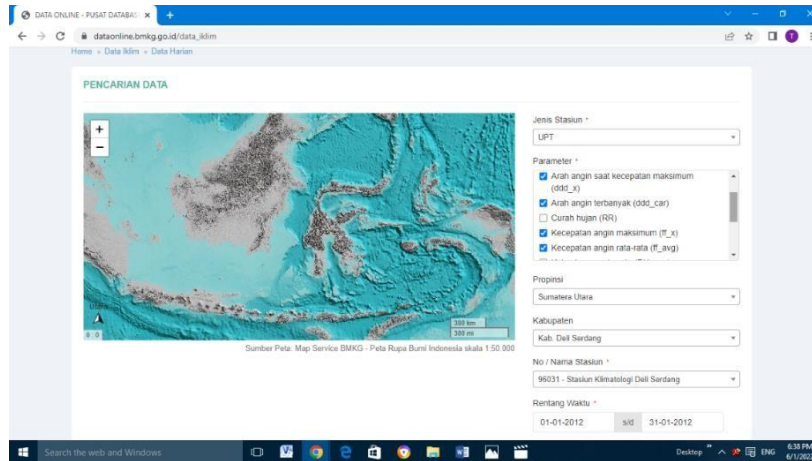 DATA ONLINE - PUSAT DATABAS
dataonline.bmkg.go.id/data_iklim
T
Home » Data Iklim » Data Harian
PENCARIAN DATA
+
−
Utara
0 : 0
300 km
300 mi
Sumber Peta: Map Service BMKG - Peta Rupa Bumi Indonesia skala 1:50.000
Jenis Stasiun *
UPT
Parameter *
Arah angin saat kecepatan maksimum
(ddd_x)
Arah angin terbanyak (ddd_car)
Curah hujan (RR)
Kecepatan angin maksimum (ff_x)
Kecepatan angin rata-rata (ff_avg)
Propinsi
Sumatera Utara
Kabupaten
Kab. Deli Serdang
No / Nama Stasiun *
96031 - Stasiun Klimatologi Deli Serdang
Rentang Waktu *
01-01-2012 s/d 31-01-2012
Search the web and Windows
Desktop
ENG
6:38 PM